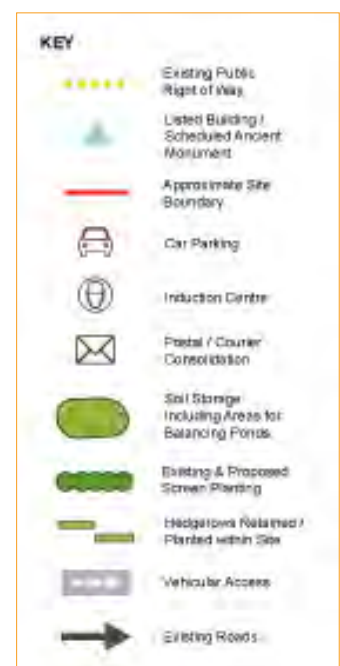 KEY
Existing Public
Right of Way
Listed Building /
Scheduled Ancient
Monument
Approximate Site
Boundary
Car Parking
Induction Centre
Postal / Courier
Consolidation
Soil Storage
Including Areas for
Balancing Ponds
Existing & Proposed
Screen Planting
Hedgerows Retained /
Planted within Site
Vehicular Access
Existing Roads